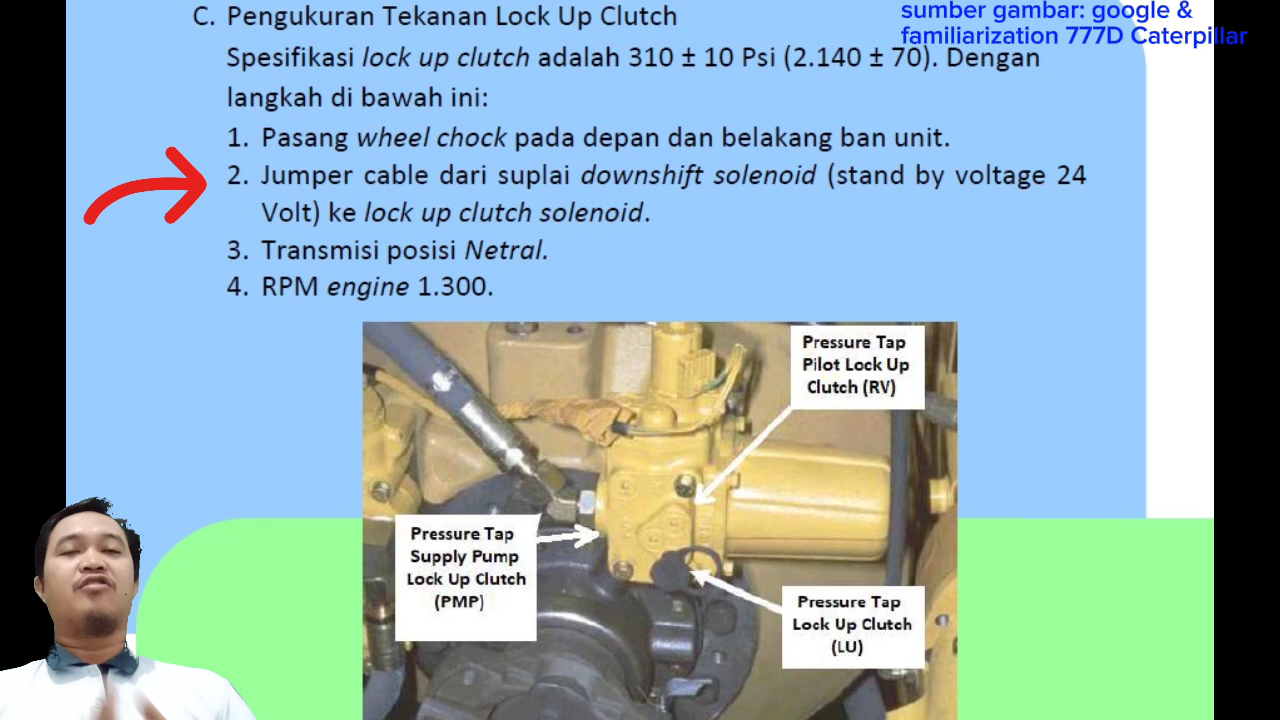 sumber gambar: google &
familiarization 777D Caterpillar
C. Pengukuran Tekanan Lock Up Clutch
Spesifikasi lock up clutch adalah 310 ± 10 Psi (2.140 ± 70). Dengan
langkah di bawah ini:
1. Pasang wheel chock pada depan dan belakang ban unit.
2. Jumper cable dari suplai downshift solenoid (stand by voltage 24
Volt) ke lock up clutch solenoid.
3. Transmisi posisi Netral.
4. RPM engine 1.300.
Pressure Tap
Pilot Lock Up
Clutch (RV)
Pressure Tap
Supply Pump
Lock Up Clutch
(PMP)
Pressure Tap
Lock Up Clutch
(LU)